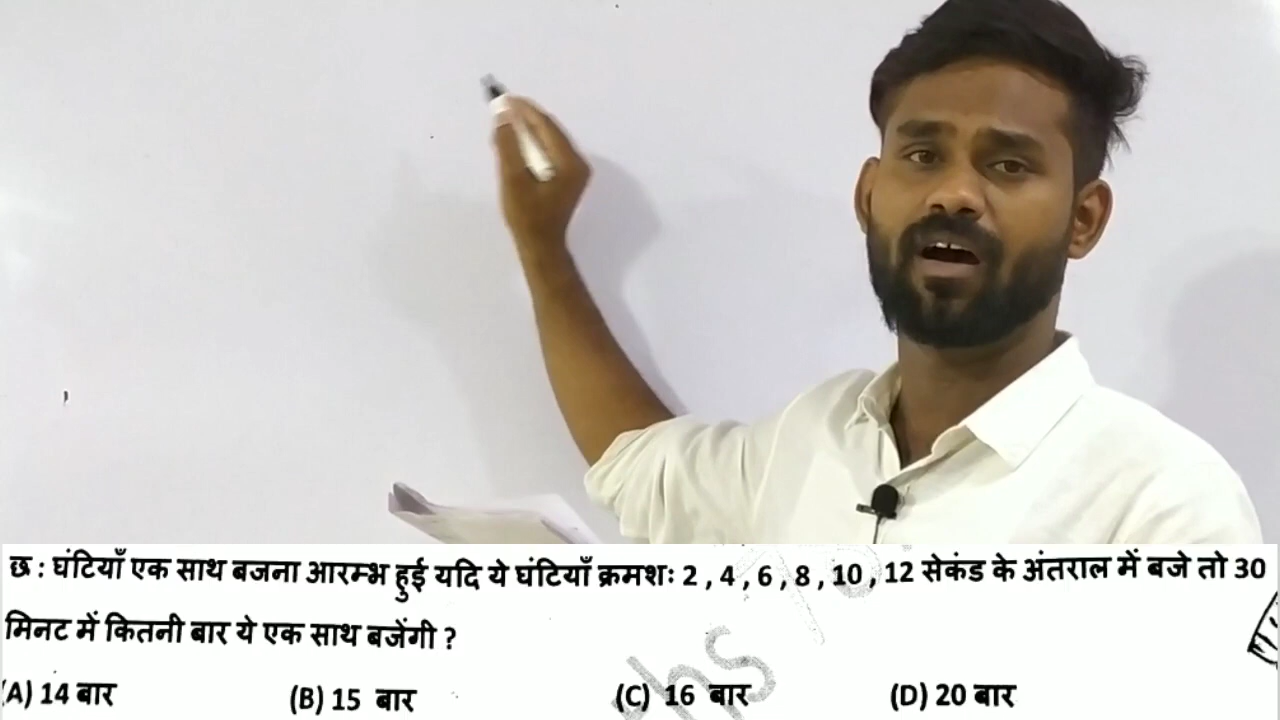 छ : घंटियाँ एक साथ बजना आरम्भ हुई यदि ये घंटियाँ क्रमशः 2 , 4 , 6 , 8 , 10 , 12 सेकंड के अंतराल में बजे तो 30
मिनट में कितनी बार ये एक साथ बजेंगी ?
(A) 14 बार (B) 15 बार (C) 16 बार (D) 20 बार